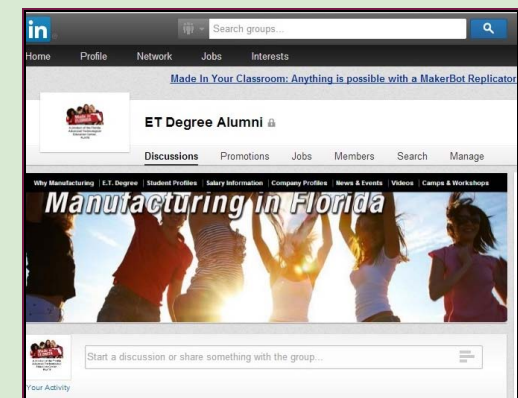 in
Search groups...
Home Profile Network Jobs Interests
Made In Your Classroom: Anything is possible with a MakerBot Replicator
ET Degree Alumni
Discussions Promotions Jobs Members Search Manage
Why Manufacturing | E.T. Degree | Student Profiles | Salary Information | Company Profiles | News & Events | Videos | Camps & Workshops
Manufacturing in Florida
Start a discussion or share something with the group...
Your Activity